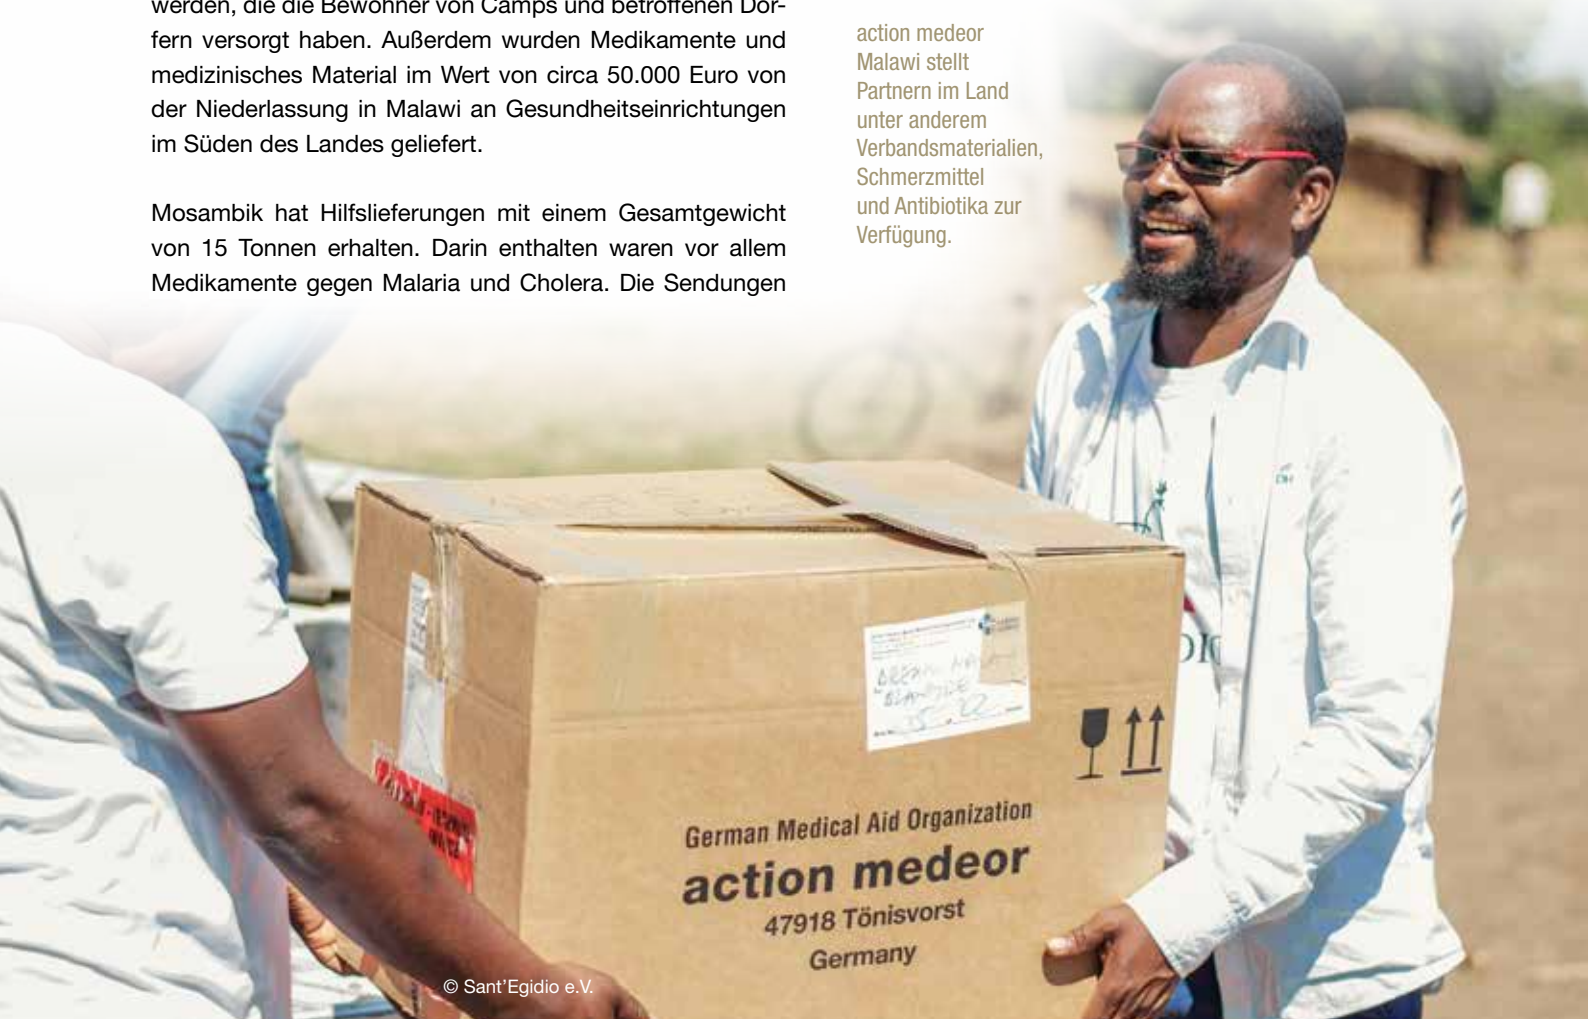 werden, die die Bewohner von Camps und betroffenen Dör-
fern versorgt haben. Außerdem wurden Medikamente und
medizinisches Material im Wert von circa 50.000 Euro von
der Niederlassung in Malawi an Gesundheitseinrichtungen
im Süden des Landes geliefert.
Mosambik hat Hilfslieferungen mit einem Gesamtgewicht
von 15 Tonnen erhalten. Darin enthalten waren vor allem
Medikamente gegen Malaria und Cholera. Die Sendungen
action medeor
Malawi stellt
Partnern im Land
unter anderem
Verbandsmaterialien,
Schmerzmittel
und Antibiotika zur
Verfügung.
German Medical Aid Organization
action medeor
47918 Tönisvorst
Germany
© Sant'Egidio e.V.